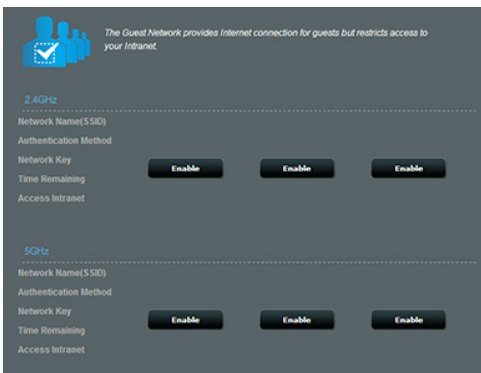 The Guest Network provides Internet connection for guests but restricts access to
your Intranet.
2.4GHz
Network Name(SSID)
Authentication Method
Network Key
Enable Enable Enable
Time Remaining
Access Intranet
5GHz
Network Name(SSID)
Authentication Method
Network Key
Enable Enable Enable
Time Remaining
Access Intranet